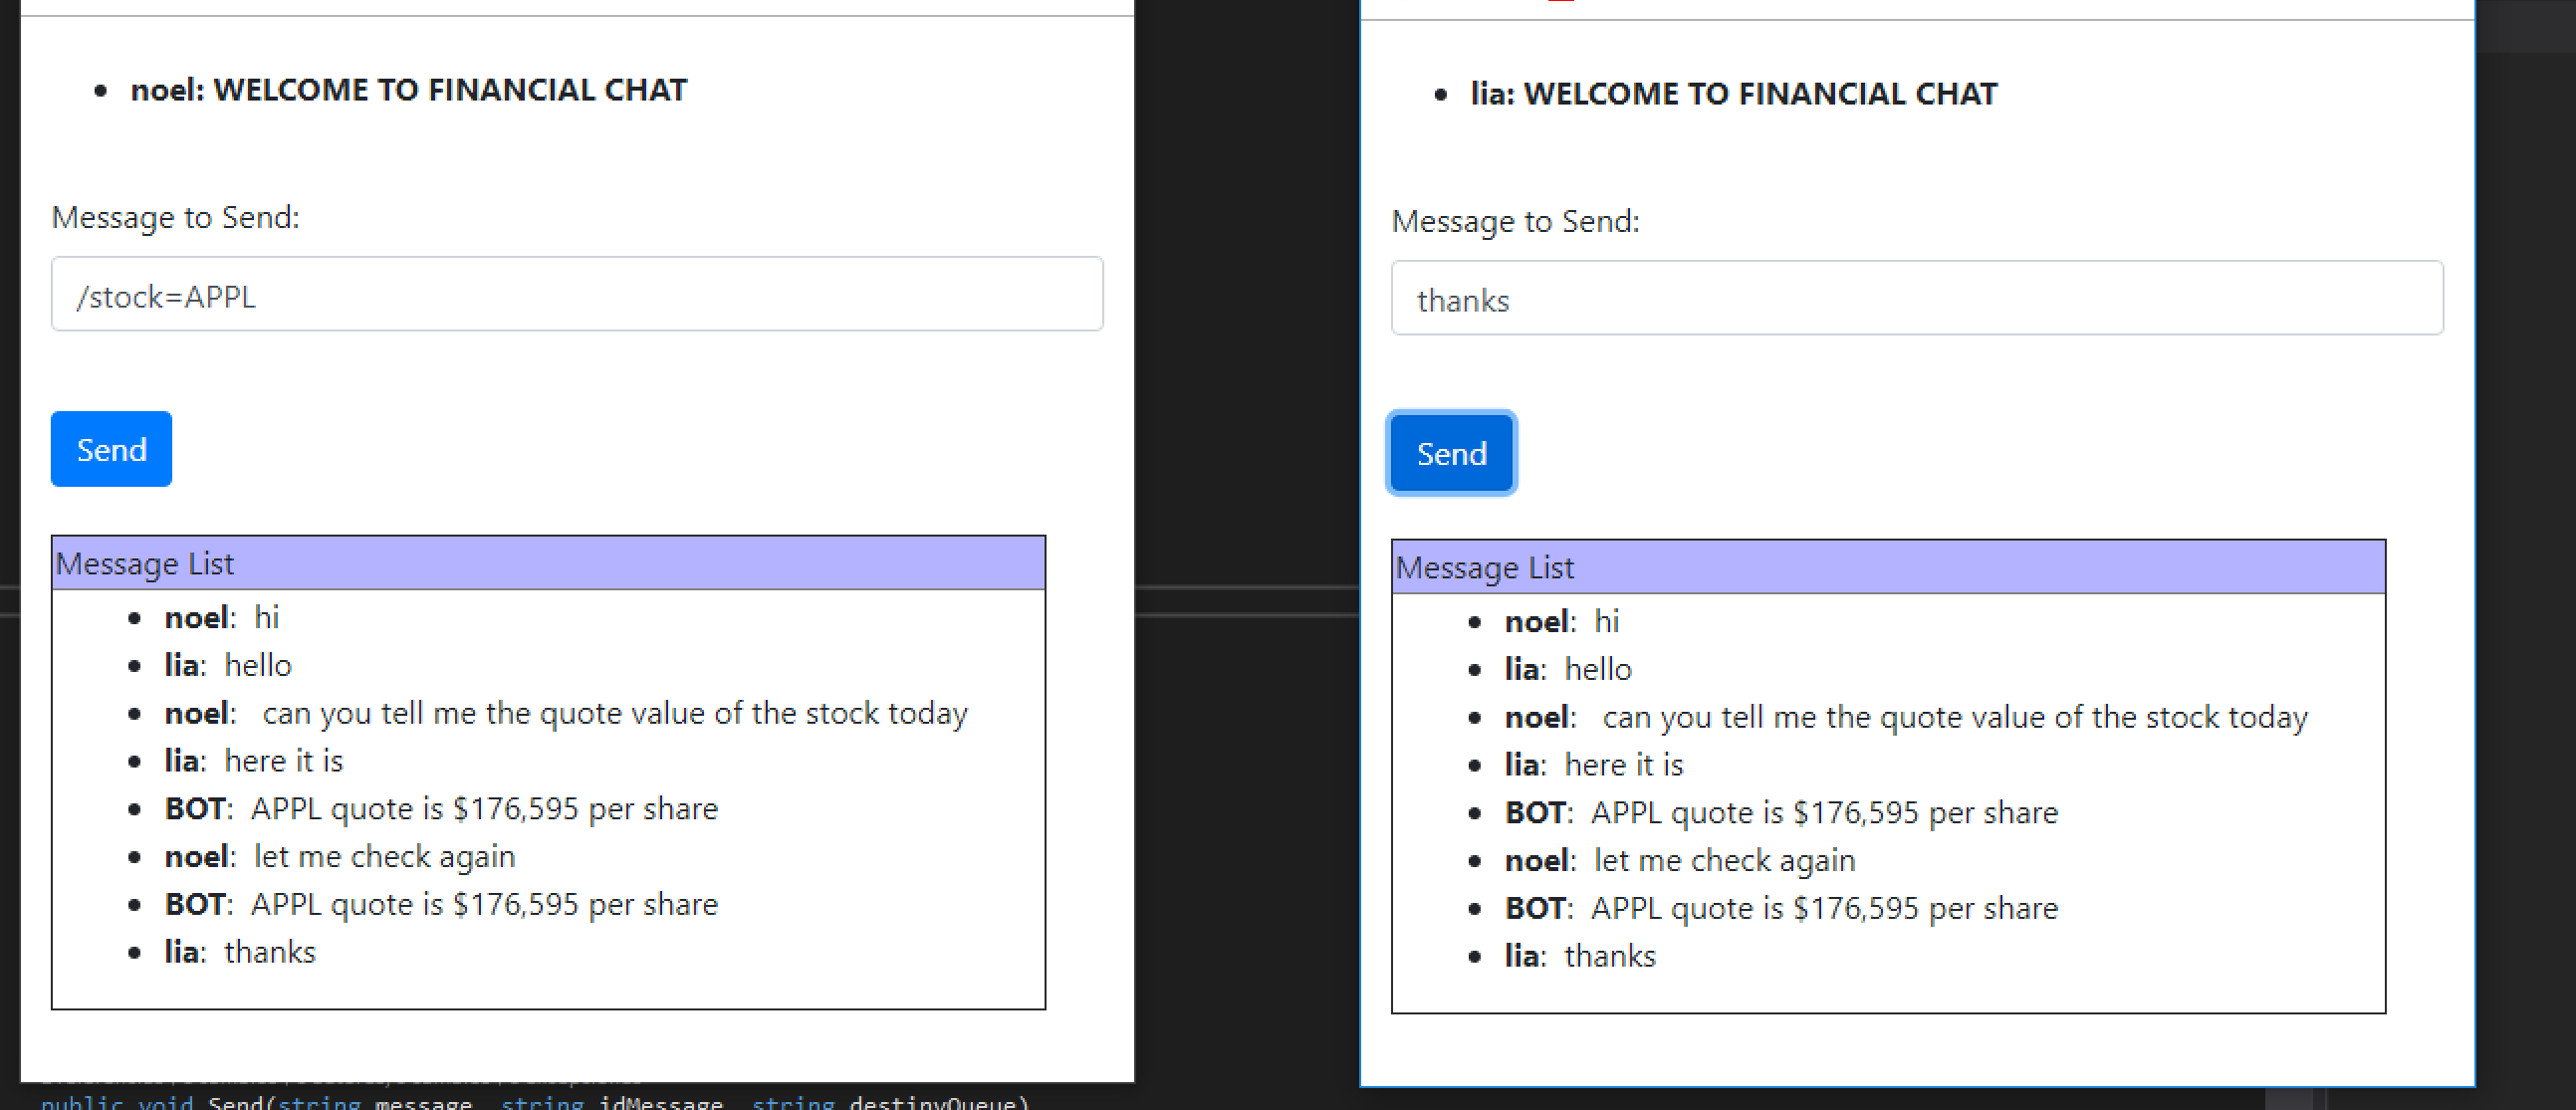 noel: WELCOME TO FINANCIAL CHAT
Message to Send:
/stock=APPL
Send
Message List
noel: hi
lia: hello
noel: can you tell me the quote value of the stock today
lia: here it is
BOT: APPL quote is $176,595 per share
noel: let me check again
BOT: APPL quote is $176,595 per share
lia: thanks
lia: WELCOME TO FINANCIAL CHAT
Message to Send:
thanks
Send
Message List
noel: hi
lia: hello
noel: can you tell me the quote value of the stock today
lia: here it is
BOT: APPL quote is $176,595 per share
noel: let me check again
BOT: APPL quote is $176,595 per share
lia: thanks
public void Send(string message, string idMessage, string destinyQueue)